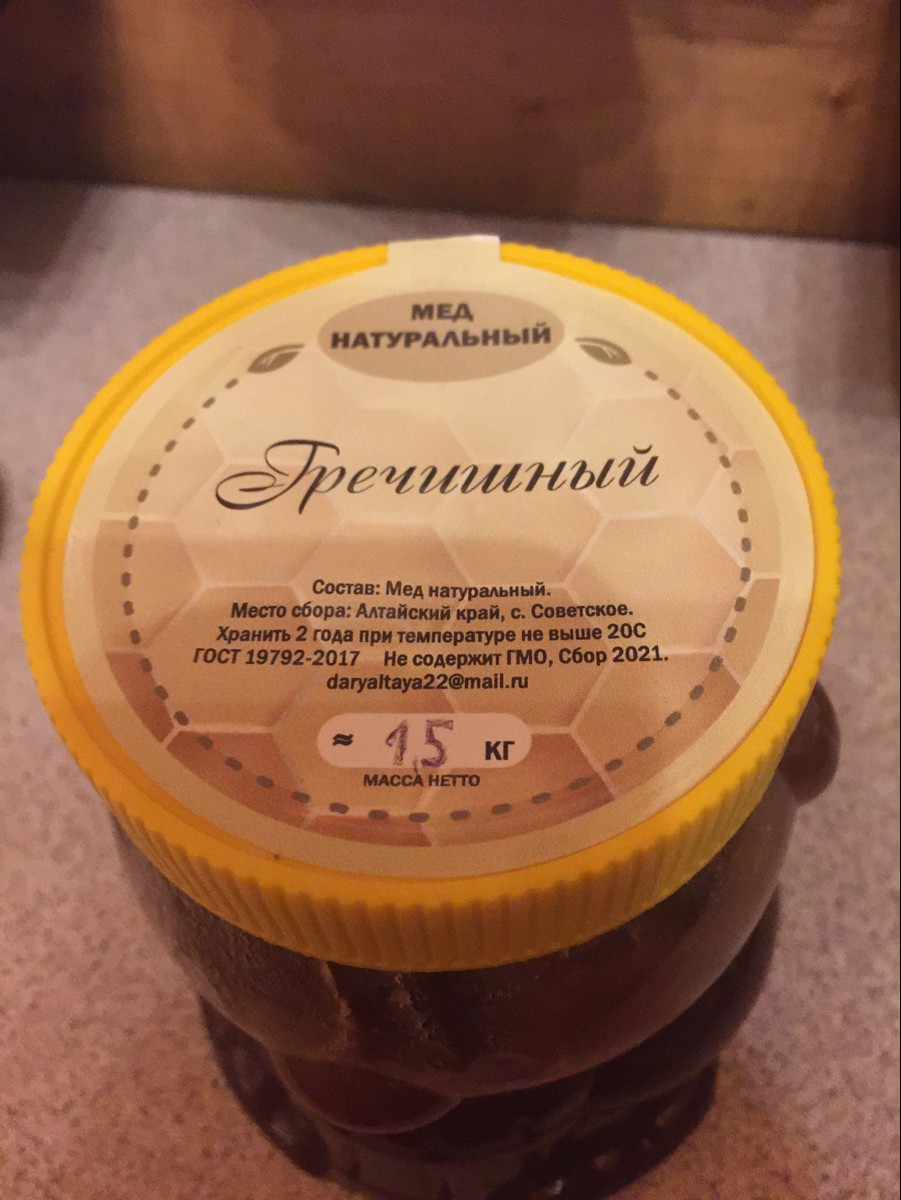 МЕД
НАТУРАЛЬНЫЙ
Гречишный
Состав: Мед натуральный.
Место сбора: Алтайский край, с. Советское.
Хранить 2 года при температуре не выше 20С
ГОСТ 19792-2017 Не содержит ГМО, Сбор 2021.
daryaltaya22@mail.ru
≈ 1,5 КГ
МАССА НЕТТО